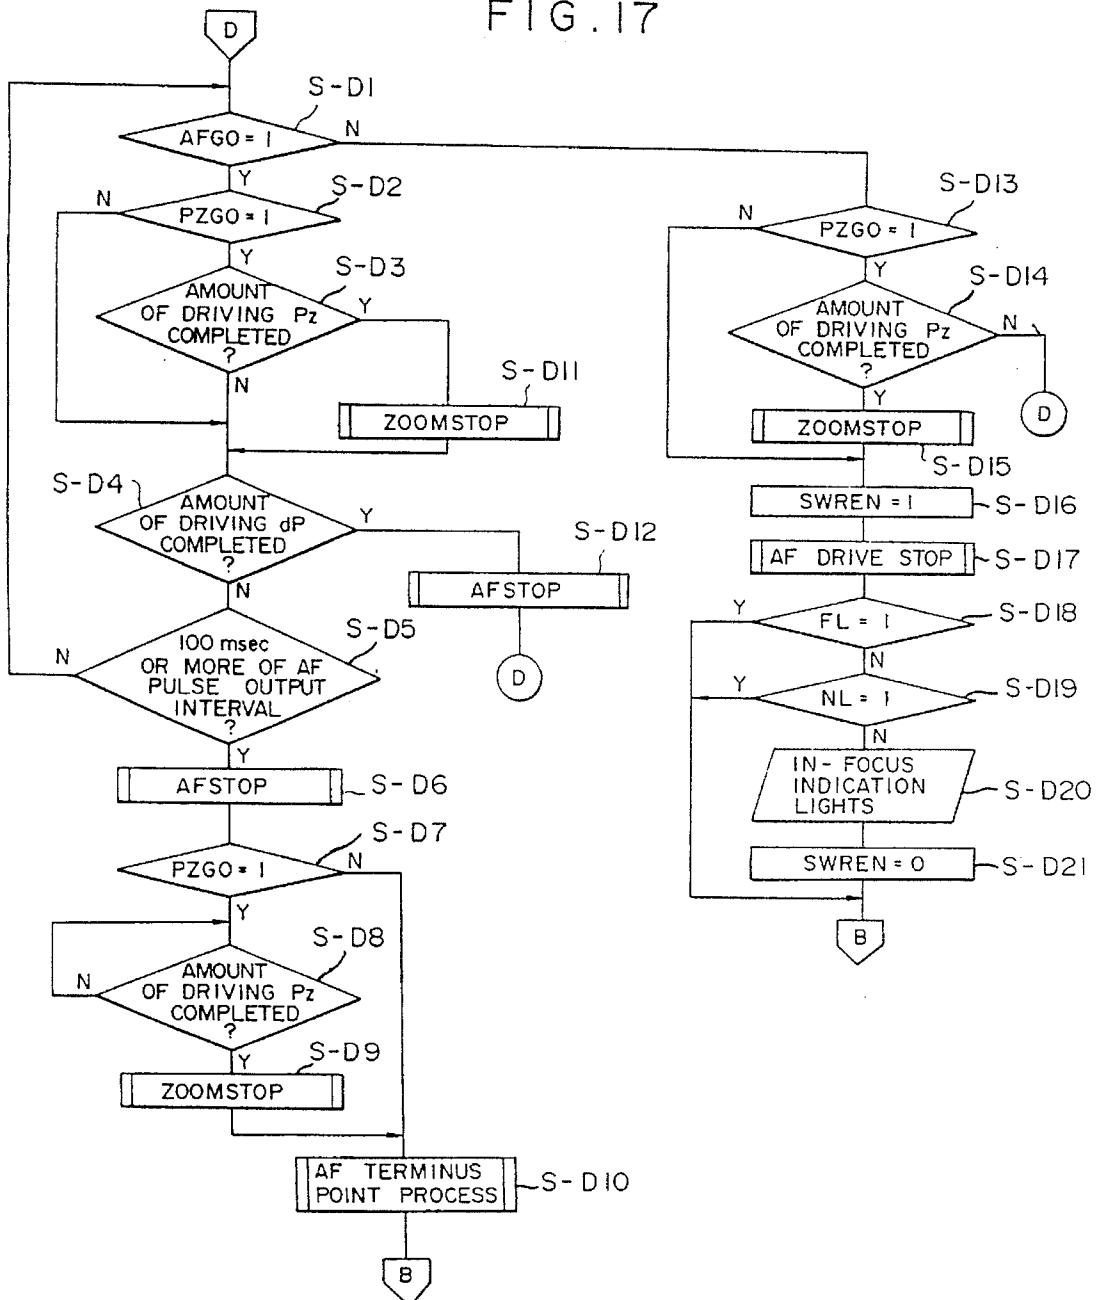 FIG. 17
D
S-D1
AFGO = 1
N
Y
S-D2
N
PZGO = 1
Y
S-D3
AMOUNT
OF DRIVING Pz
COMPLETED
?
Y
N
S-D11
ZOOMSTOP
S-D4
AMOUNT
OF DRIVING dP
COMPLETED
?
Y
N
S-D12
AFSTOP
D
S-D5
100 msec
OR MORE OF AF
PULSE OUTPUT
INTERVAL
?
N
Y
AFSTOP
S-D6
S-D7
PZGO = 1
N
Y
S-D8
AMOUNT
OF DRIVING Pz
COMPLETED
?
N
Y
S-D9
ZOOMSTOP
AF TERMINUS
POINT PROCESS
S-D10
B
S-D13
N
PZGO = 1
Y
S-D14
AMOUNT
OF DRIVING Pz
COMPLETED
?
N
D
Y
ZOOMSTOP
S-D15
SWREN = 1
S-D16
AF DRIVE STOP
S-D17
Y
FL = 1
S-D18
N
Y
NL = 1
S-D19
N
IN-FOCUS
INDICATION
LIGHTS
S-D20
SWREN = 0
S-D21
B